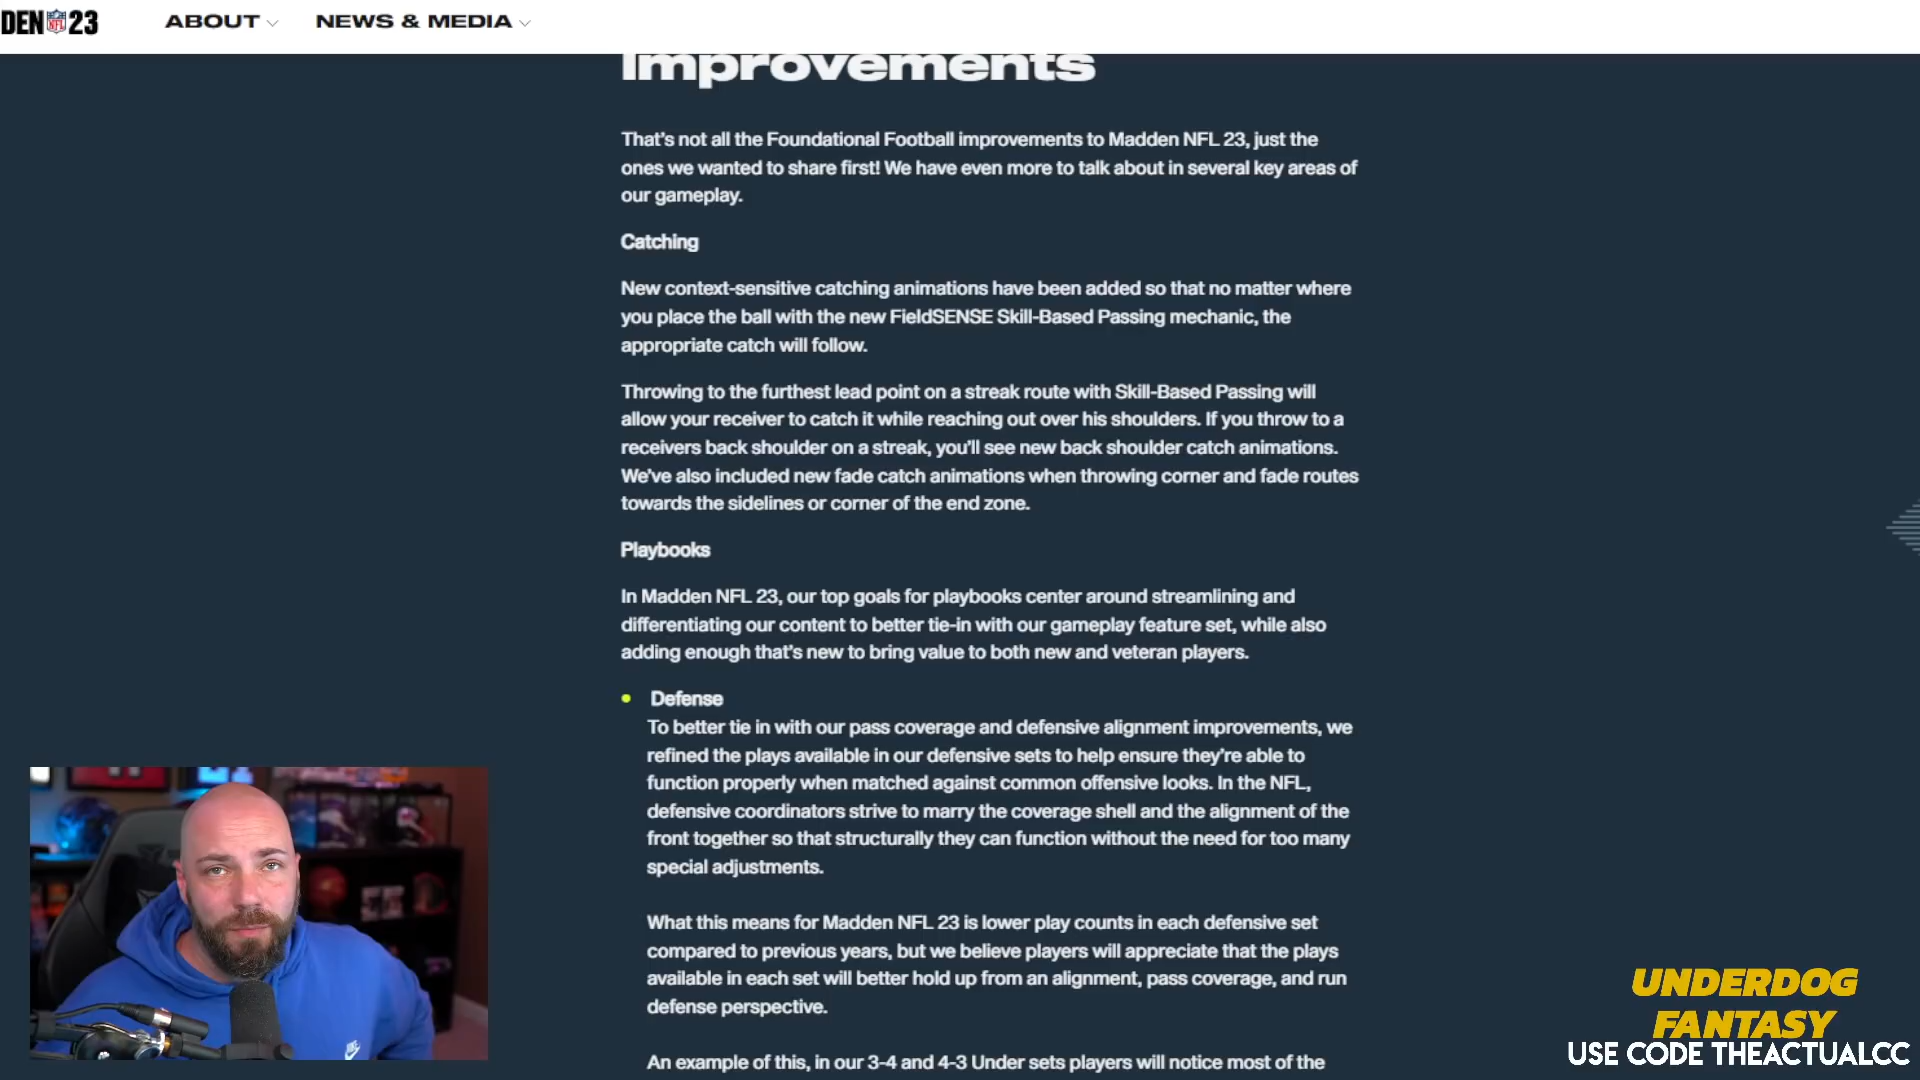 DEN NFL 23
ABOUT
NEWS & MEDIA
Improvements
That's not all the Foundational Football improvements to Madden NFL 23, just the
ones we wanted to share first! We have even more to talk about in several key areas of
our gameplay.
Catching
New context-sensitive catching animations have been added so that no matter where
you place the ball with the new FieldSENSE Skill-Based Passing mechanic, the
appropriate catch will follow.
Throwing to the furthest lead point on a streak route with Skill-Based Passing will
allow your receiver to catch it while reaching out over his shoulders. If you throw to a
receivers back shoulder on a streak, you'll see new back shoulder catch animations.
We've also included new fade catch animations when throwing corner and fade routes
towards the sidelines or corner of the end zone.
Playbooks
In Madden NFL 23, our top goals for playbooks center around streamlining and
differentiating our content to better tie-in with our gameplay feature set, while also
adding enough that's new to bring value to both new and veteran players.
• Defense
To better tie in with our pass coverage and defensive alignment improvements, we
refined the plays available in our defensive sets to help ensure they're able to
function properly when matched against common offensive looks. In the NFL,
defensive coordinators strive to marry the coverage shell and the alignment of the
front together so that structurally they can function without the need for too many
special adjustments.
What this means for Madden NFL 23 is lower play counts in each defensive set
compared to previous years, but we believe players will appreciate that the plays
available in each set will better hold up from an alignment, pass coverage, and run
defense perspective.
An example of this, in our 3-4 and 4-3 Under sets players will notice most of the
UNDERDOG
FANTASY
USE CODE THEACTUALCC